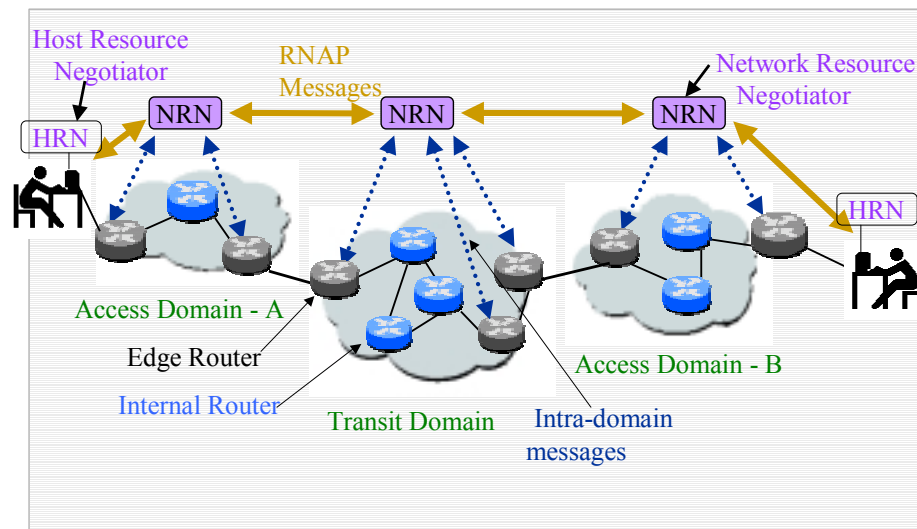 Host Resource
Negotiator
RNAP
Messages
Network Resource
Negotiator
NRN
NRN
NRN
HRN
HRN
Access Domain - A
Edge Router
Internal Router
Transit Domain
Access Domain - B
Intra-domain
messages